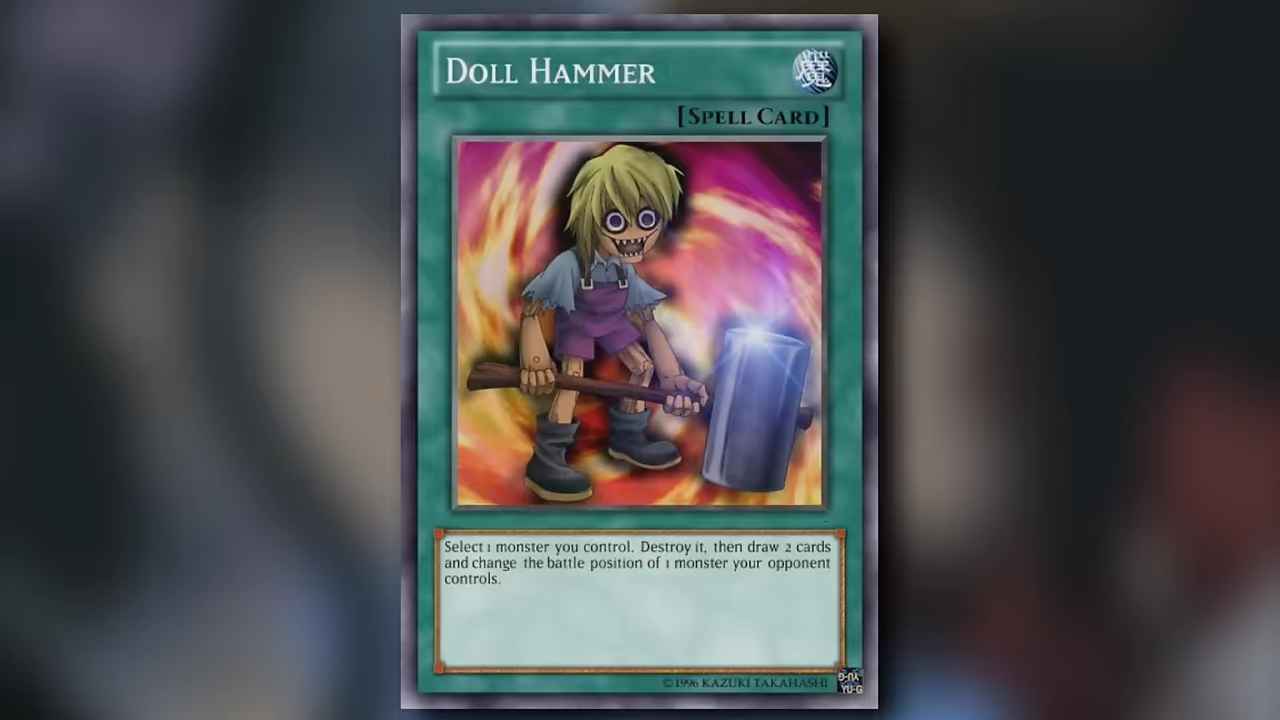 DOLL HAMMER
魔
[SPELL CARD]
Select 1 monster you control. Destroy it, then draw 2 cards
and change the battle position of 1 monster your opponent
controls.
©1996 KAZUKI TAKAHASHI